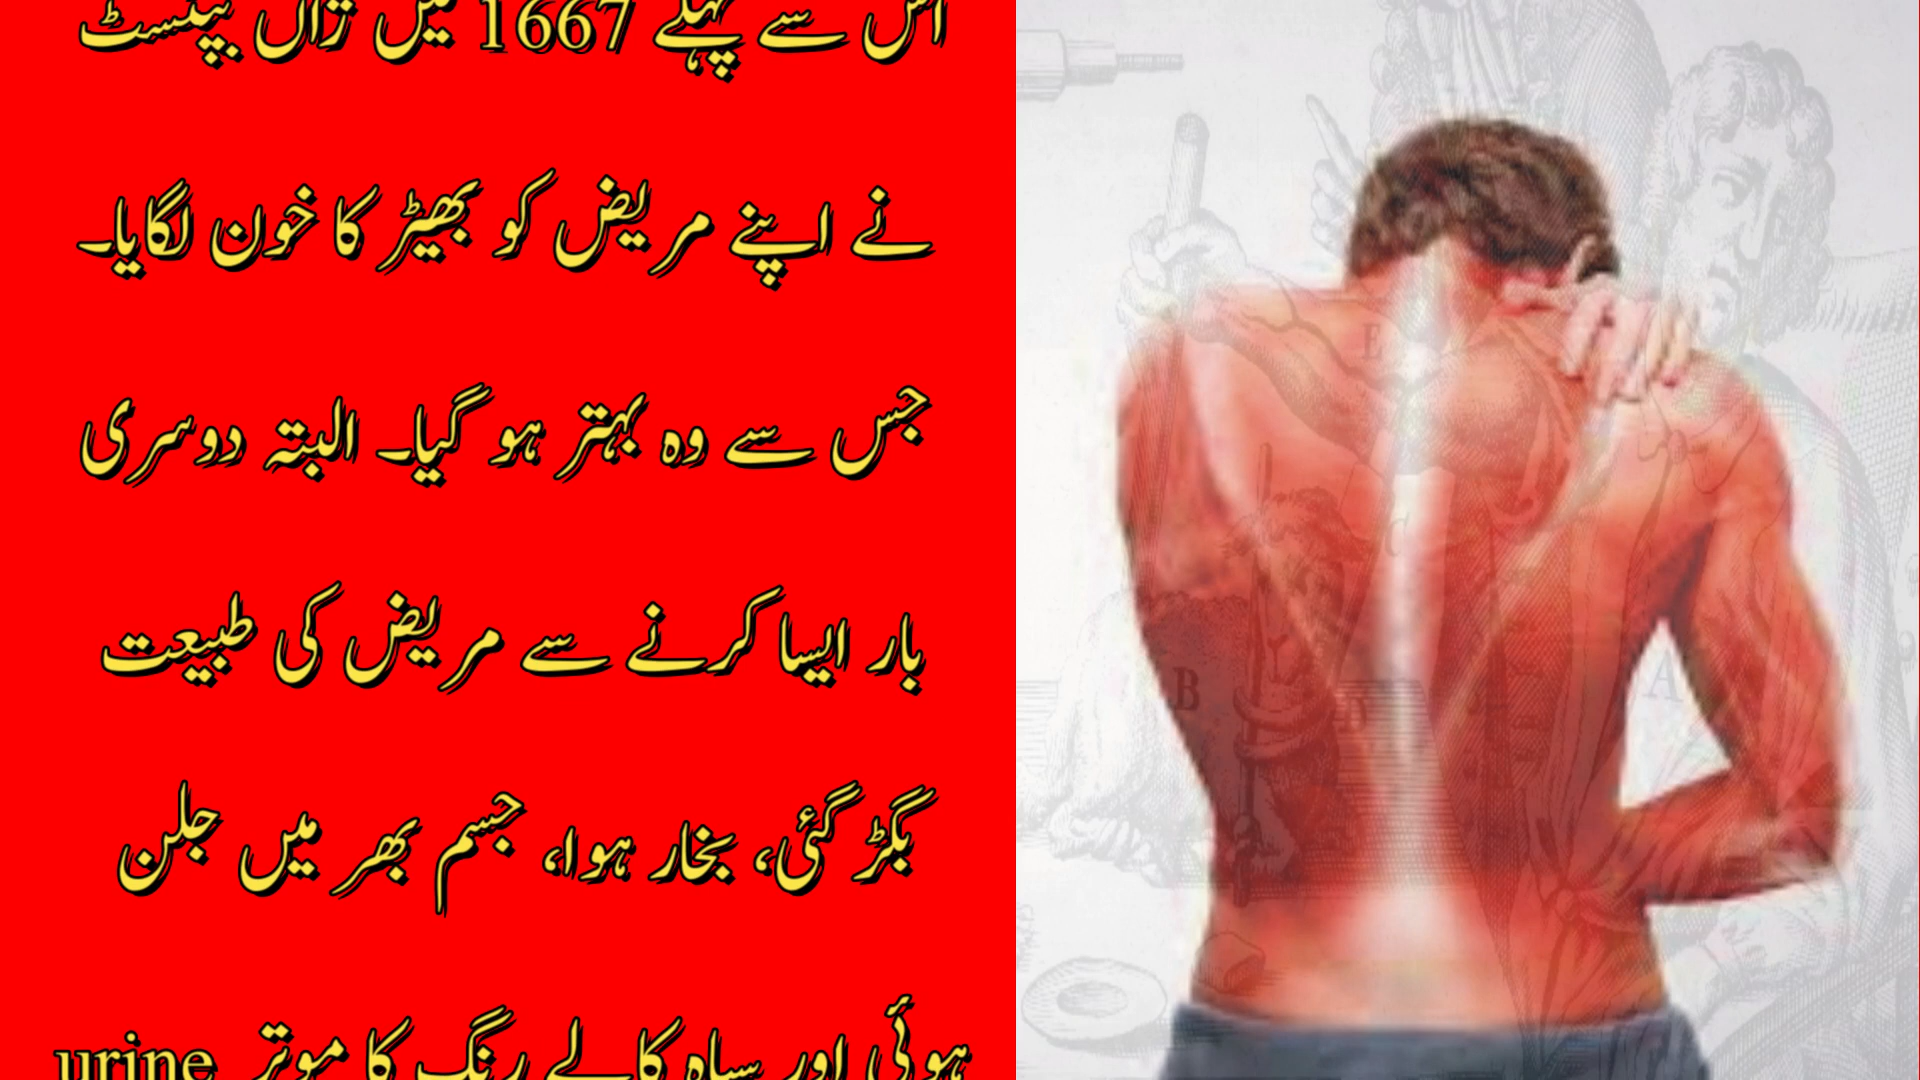 اس سے پہلے 1667 میں ژاں بپٹسٹ
نے اپنے مریض کو بھیڑ کا خون لگایا۔
جس سے وہ بہتر ہو گیا۔ البتہ دوسری
بار ایسا کرنے سے مریض کی طبیعت
بگڑ گئی، بخار ہوا، جسم بھر میں جلن
ہوئی اور سیاہ کالے رنگ کا موتر urine
E
C
B
D
A